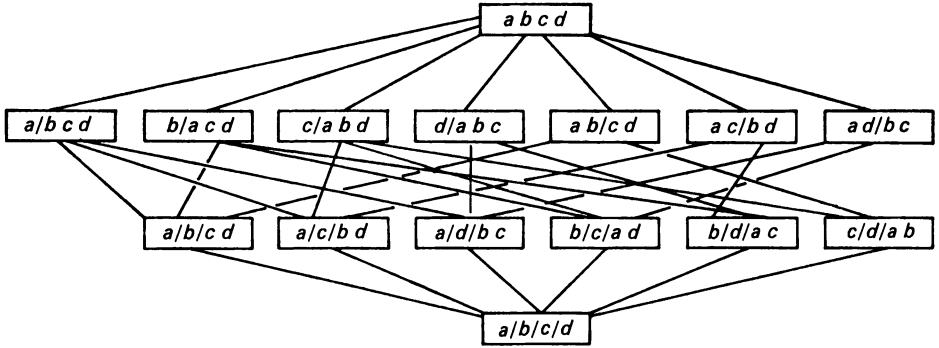 a b c d
a/b c d b/a c d c/a b d d/a b c a b/c d a c/b d a d/b c
a/b/c d a/c/b d a/d/b c b/c/a d b/d/a c c/d/a b
a/b/c/d